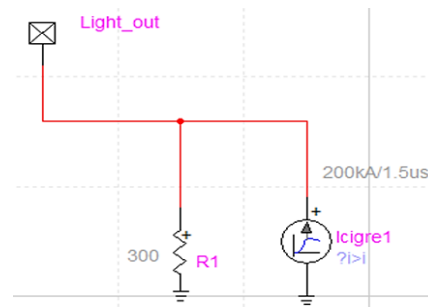 Light_out
200kA/1.5us
+
Icigre1
?i>i
+
300
R1